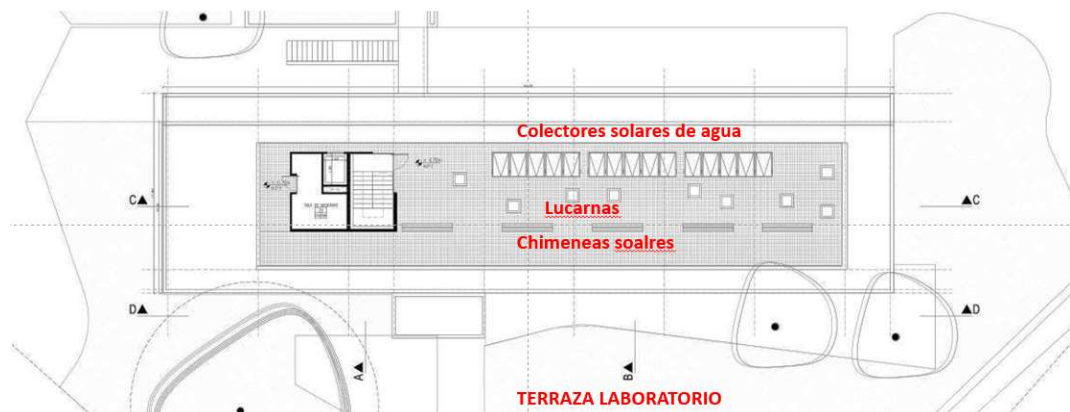 Colectores solares de agua
Lucarnas
C
C
Chimeneas soalres
D
D
A
B
TERRAZA LABORATORIO